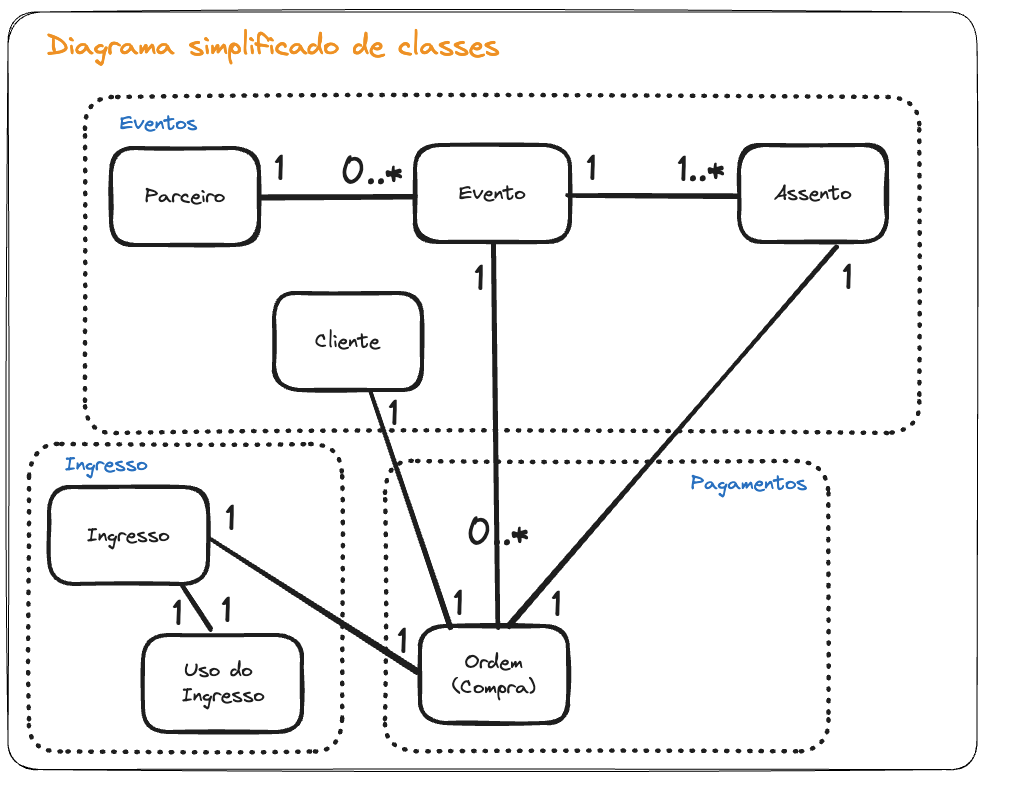 Diagrama simplificado de classes
Eventos
1
0..*
1
1..*
Parceiro
Evento
Assento
1
1
Cliente
1
Ingresso
Pagamentos
1
0..*
Ingresso
1
1
1
1
1
Ordem
(Compra)
Uso do
Ingresso